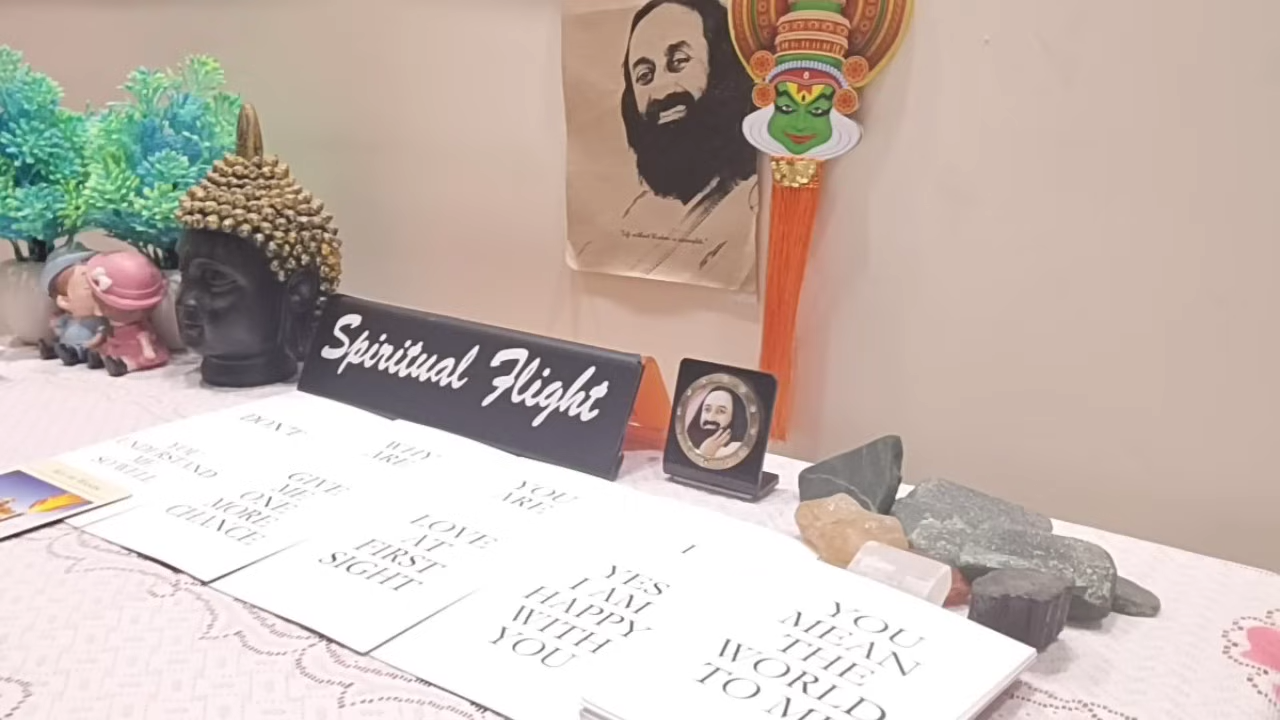 Spiritual Flight
DON'T
YOU
UNDERSTAND
ME
SO WELL
WHY
ARE
GIVE
ME
ONE
MORE
CHANCE
YOU
ARE
LOVE
AT
FIRST
SIGHT
I
YES
I AM
HAPPY
WITH
YOU
YOU
MEAN
THE
WORLD
TO ME